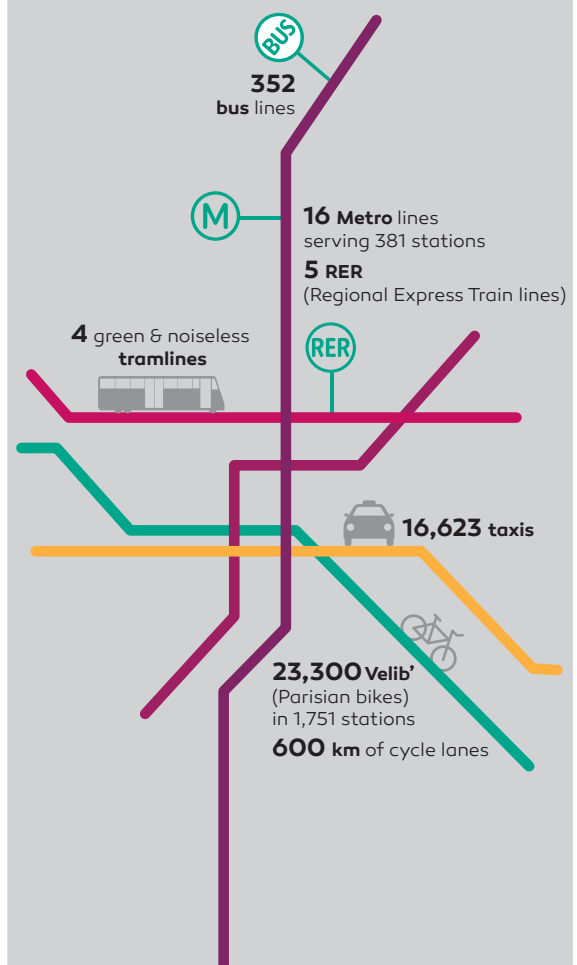 BUS
352
bus lines
M
16 Metro lines
serving 381 stations
5 RER
(Regional Express Train lines)
4 green & noiseless
tramlines
RER
16,623 taxis
23,300 Velib’
(Parisian bikes)
in 1,751 stations
600 km of cycle lanes